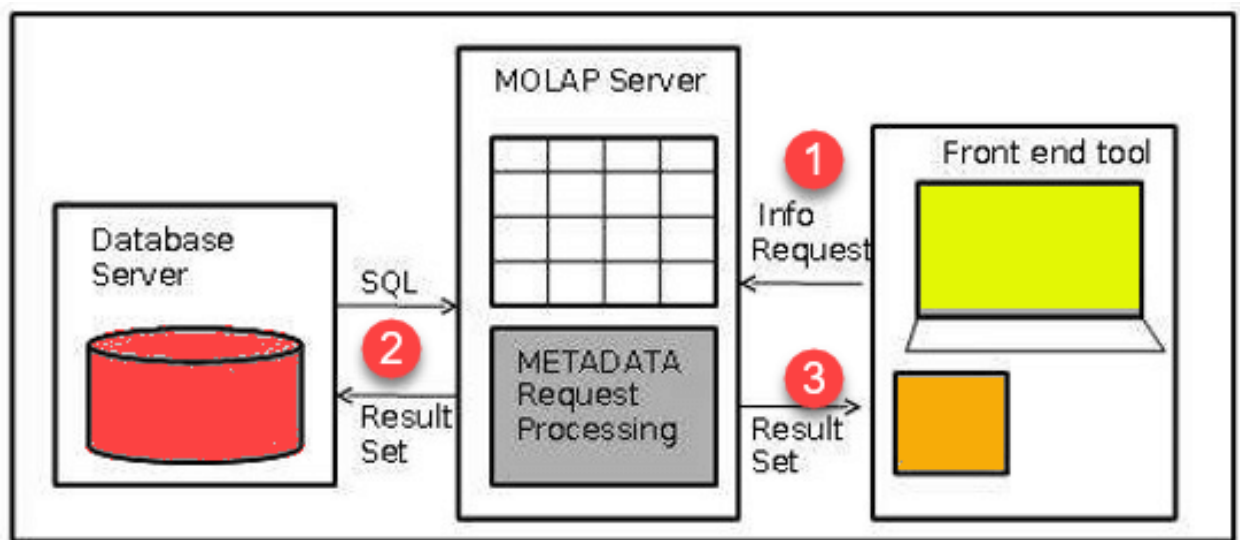 MOLAP Server
1
Front end tool
Info
Request
Database
Server
SQL
2
METADATA
Request
Processing
3
Result
Set
Result
Set